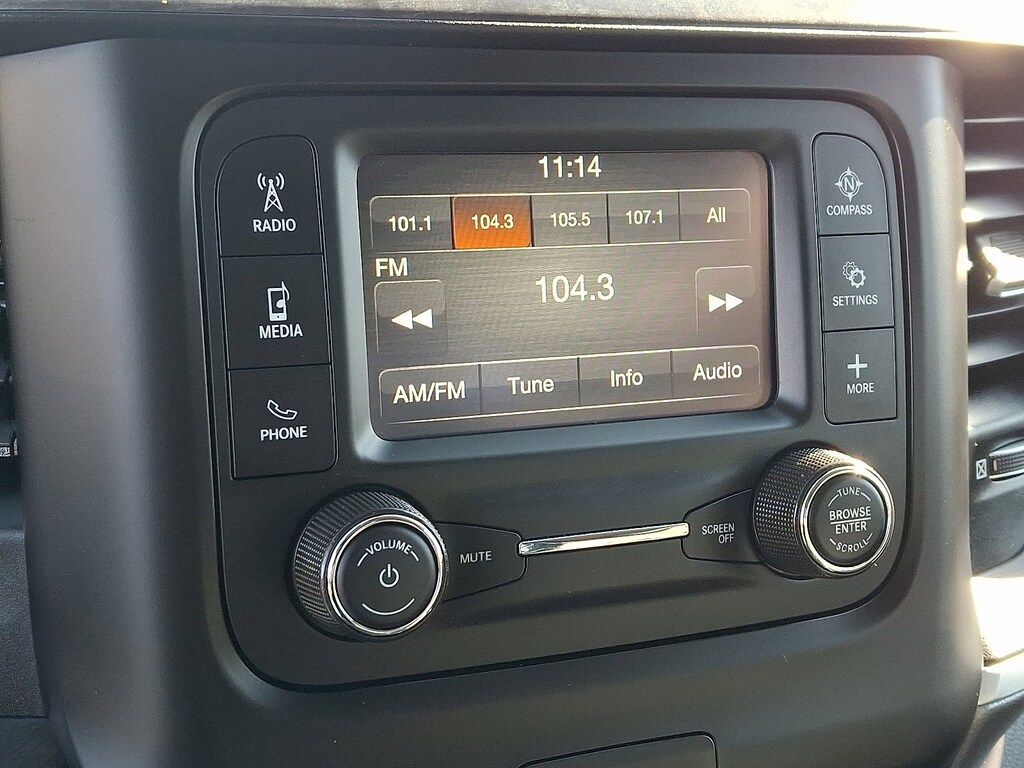 11:14
101.1 104.3 105.5 107.1 All
FM
104.3
AM/FM Tune Info Audio
RADIO
MEDIA
PHONE
N
COMPASS
SETTINGS
MORE
VOLUME
MUTE
SCREEN
OFF
TUNE
BROWSE
ENTER
SCROLL